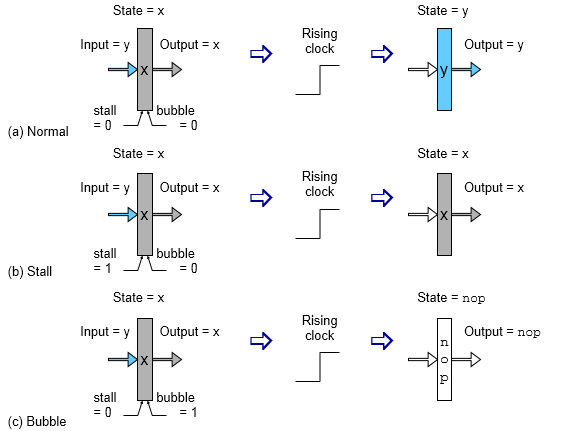 State = x
State = y
Input = y
Output = x
Rising
clock
Output = y
x
y
stall
= 0
bubble
= 0
(a) Normal
State = x
State = x
Input = y
Output = x
Rising
clock
Output = x
x
x
stall
= 1
bubble
= 0
(b) Stall
State = x
State = nop
Input = y
Output = x
Rising
clock
Output = nop
x
n
o
p
stall
= 0
bubble
= 1
(c) Bubble